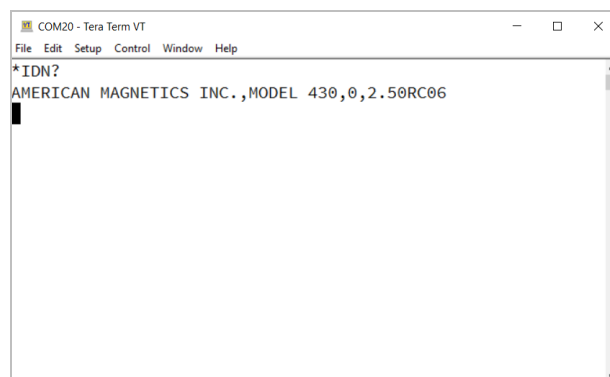 COM20 - Tera Term VT
File Edit Setup Control Window Help
*IDN?
AMERICAN MAGNETICS INC.,MODEL 430,0,2.50RC06